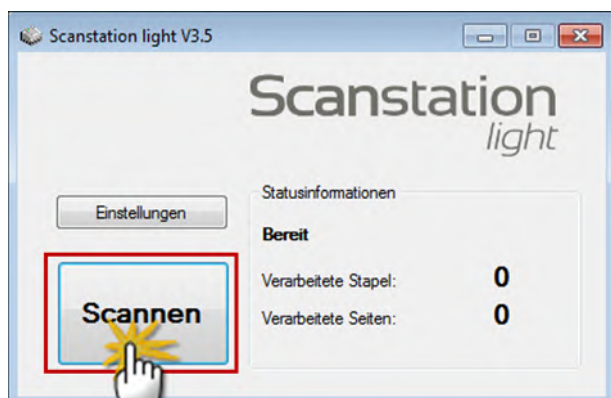 Scanstation light V3.5
Scanstation
light
Einstellungen
Statusinformationen
Bereit
Scannen
Verarbeitete Stapel: 0
Verarbeitete Seiten: 0